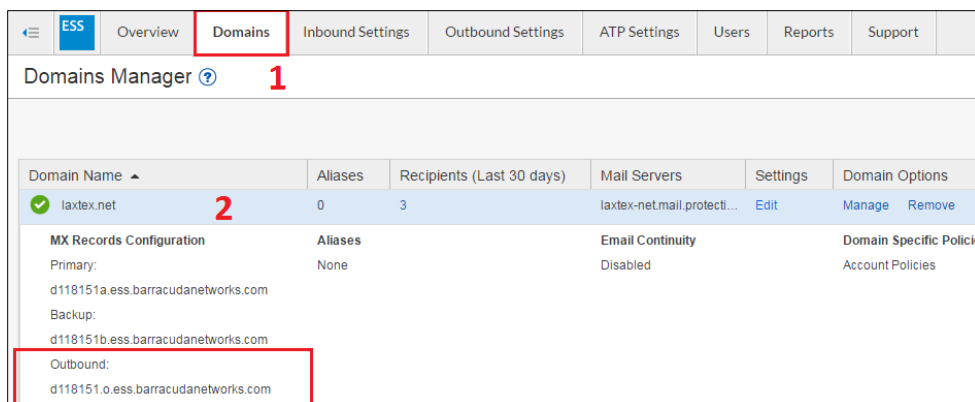 ESS Overview Domains Inbound Settings Outbound Settings ATP Settings Users Reports Support
Domains Manager ? 1
Domain Name Aliases Recipients (Last 30 days) Mail Servers Settings Domain Options
laxtex.net 2 0 3 laxtex-net.mail.protecti... Edit Manage Remove
MX Records Configuration Aliases Email Continuity Domain Specific Polici
Primary: None Disabled Account Policies
d118151a.ess.barracudanetworks.com
Backup:
d118151b.ess.barracudanetworks.com
Outbound:
d118151.o.ess.barracudanetworks.com